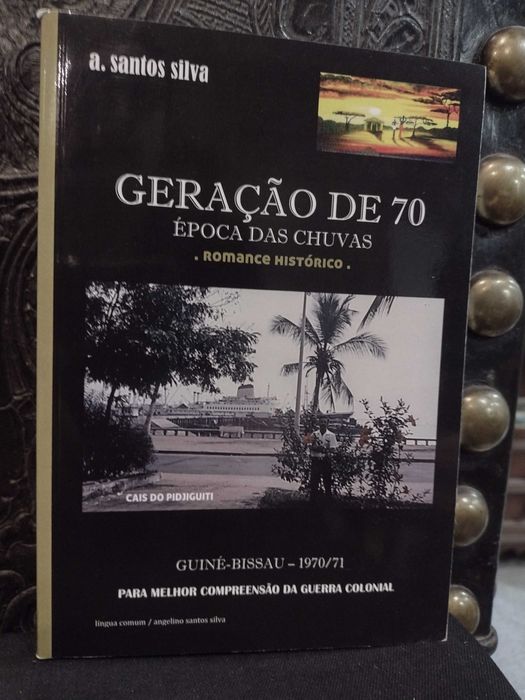 a. santos silva
GERAÇÃO DE 70
ÉPOCA DAS CHUVAS
. ROMANCE HISTÓRICO .
CAIS DO PIDJIGUITI
GUINÉ-BISSAU – 1970/71
PARA MELHOR COMPREENSÃO DA GUERRA COLONIAL
língua comum / angelino santos silva